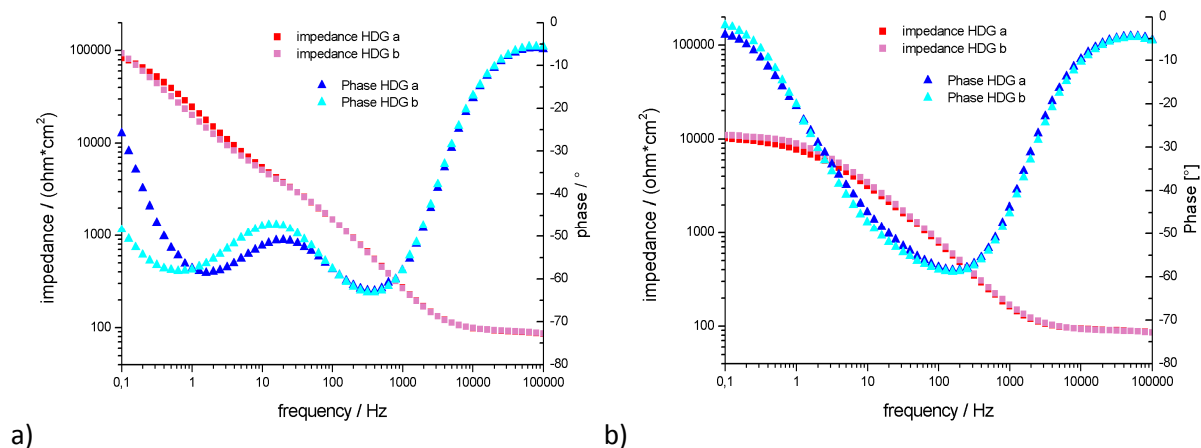 impedance HDG a
impedance HDG b
Phase HDG a
Phase HDG b
100000
10000
1000
100
impedance / (ohm*cm²)
0
-10
-20
-30
-40
-50
-60
-70
-80
phase / °
0,1
1
10
100
1000
10000
100000
frequency / Hz
a)
impedance HDG a
impedance HDG b
Phase HDG a
Phase HDG b
100000
10000
1000
100
impedance / (ohm*cm^2)
0
-10
-20
-30
-40
-50
-60
-70
-80
Phase [°]
0,1
1
10
100
1000
10000
100000
frequency / Hz
b)